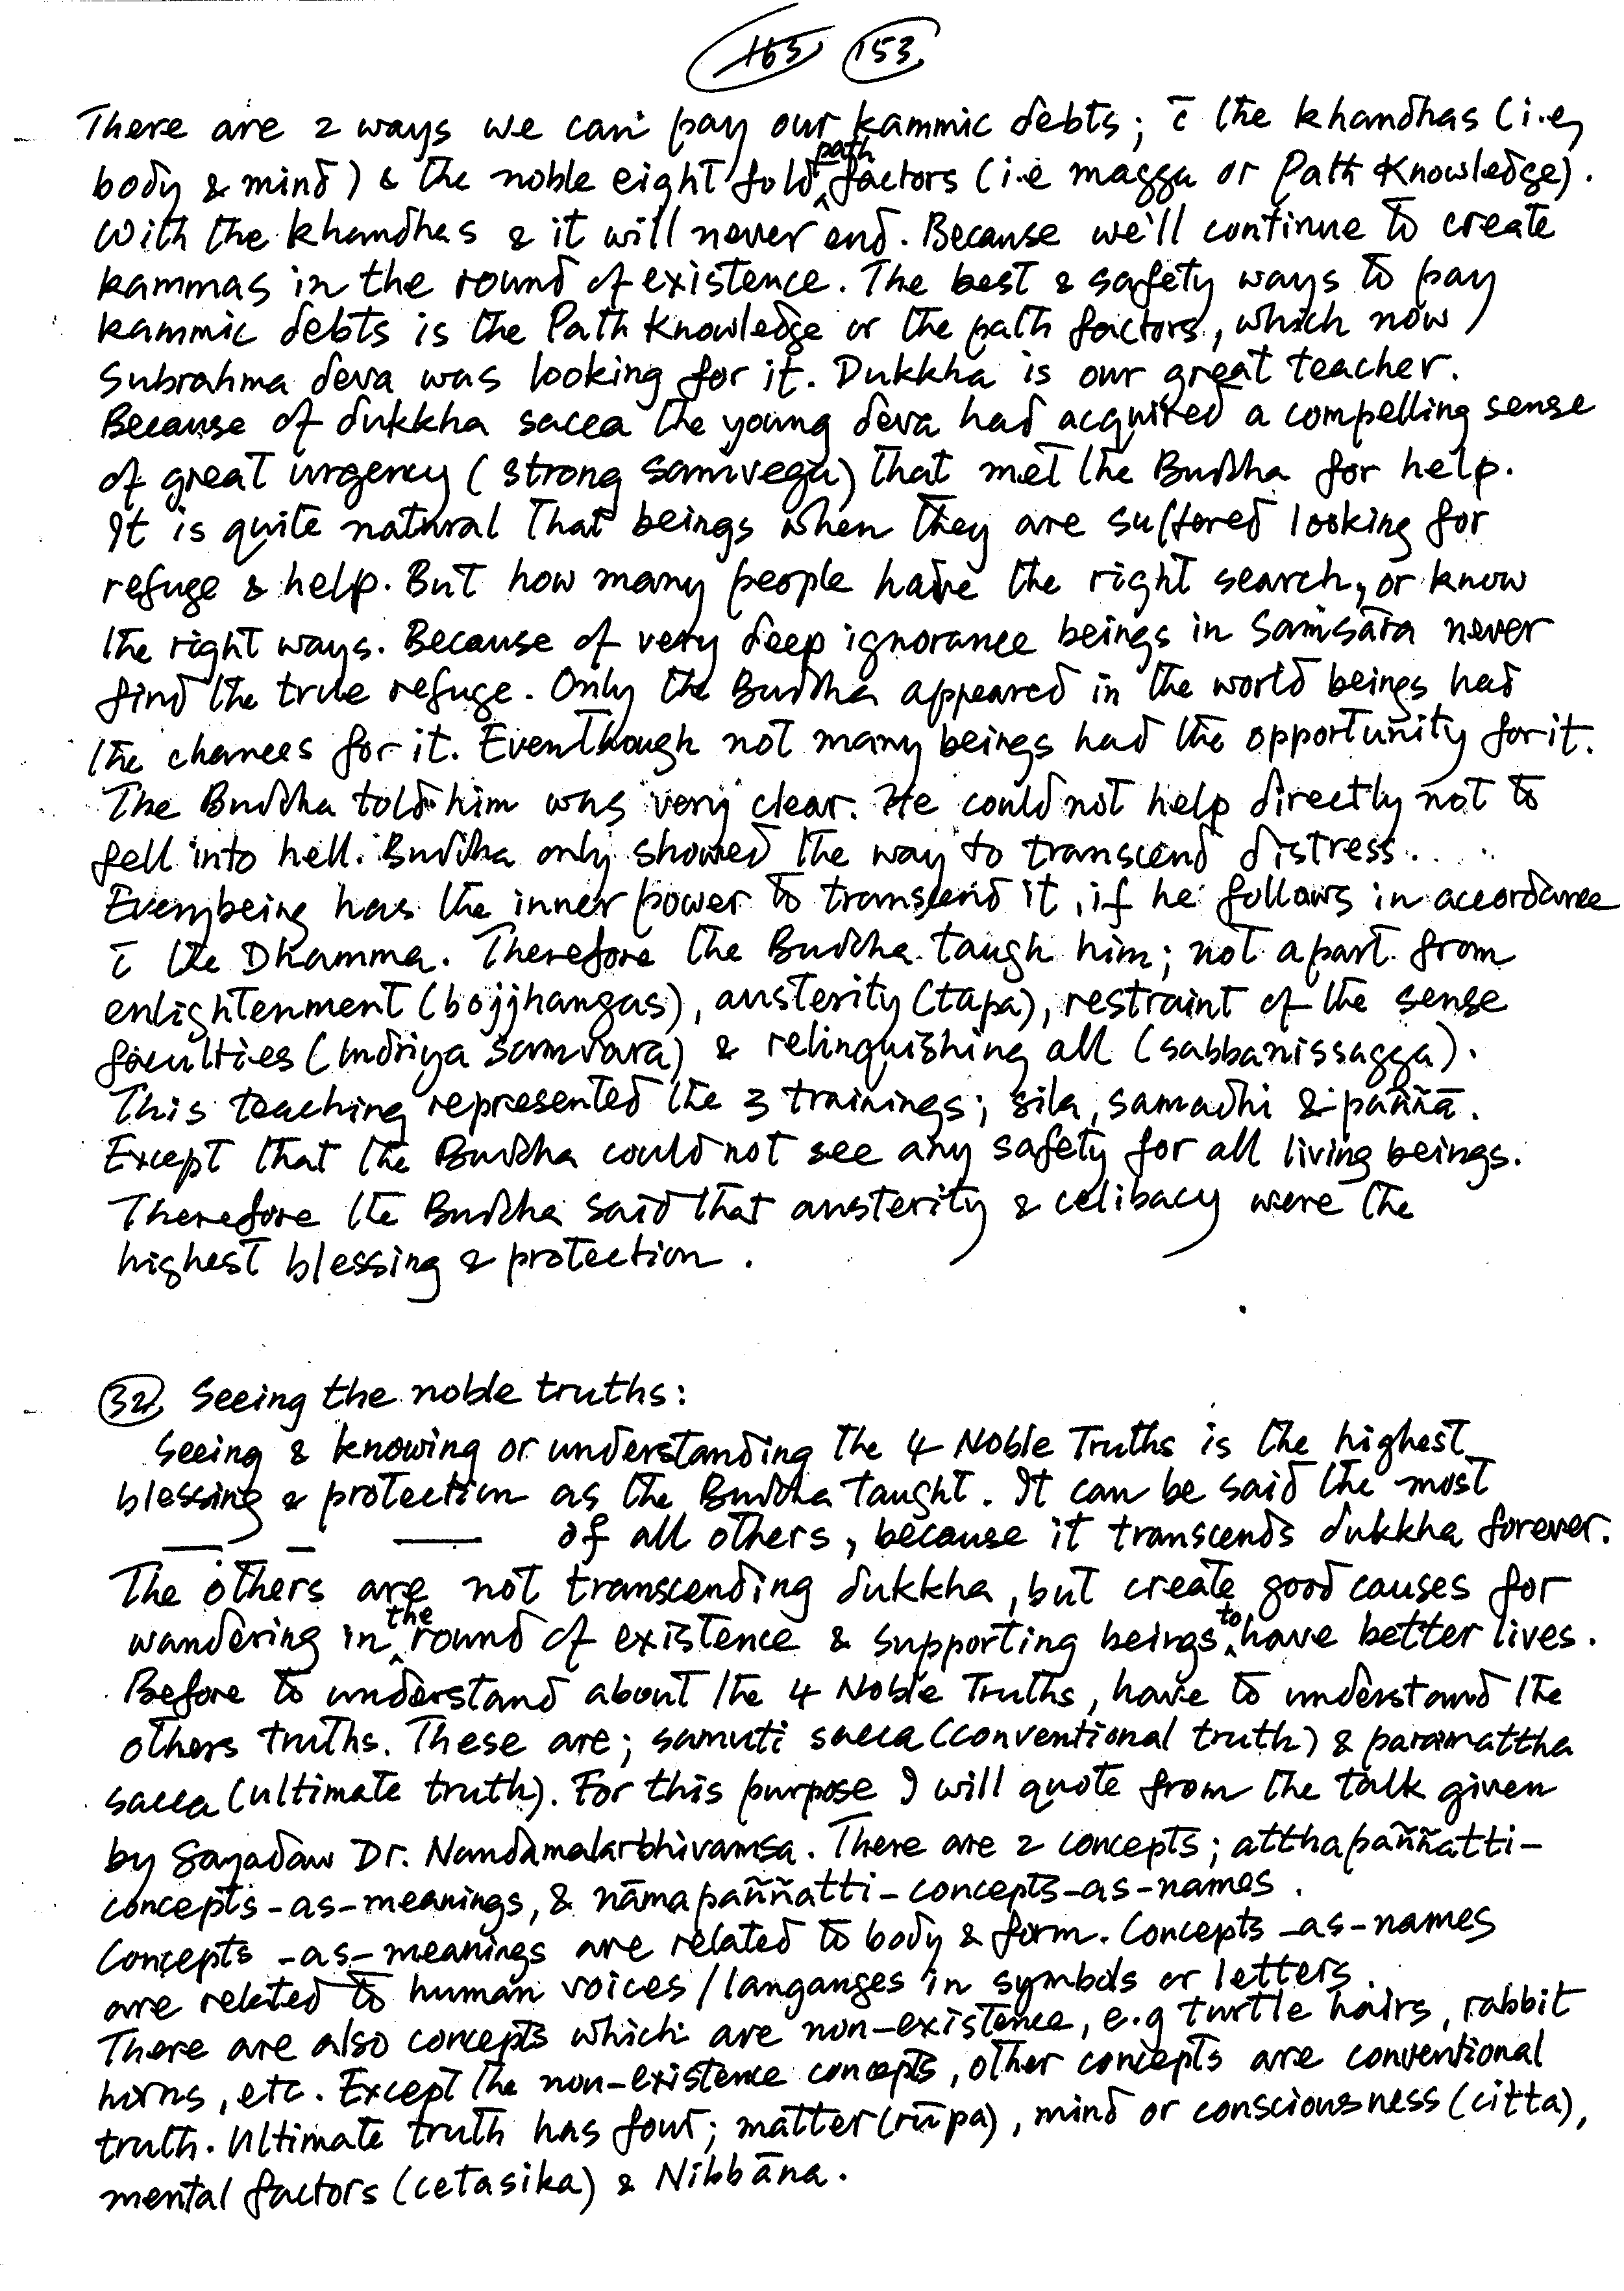 165 153
There are 2 ways we can pay our kammic debts; c̄ the khandhas (i.e,
body & mind) & the noble eight fold path factors (i.e magga or Path Knowledge).
With the khandhas & it will never end. Because we'll continue to create
kammas in the round of existence. The best & safety ways to pay
kammic debts is the Path Knowledge or the path factors, which now
Subrahma deva was looking for it. Dukkha is our great teacher.
Because of dukkha sacca the young deva had acquired a compelling sense
of great urgency (strong samvega) that met the Buddha for help.
It is quite natural that beings when they are suffered looking for
refuge & help. But how many people have the right search, or know
the right ways. Because of very deep ignorance beings in Saṁsāra never
find the true refuge. Only the Buddha appeared in the world beings had
the chances for it. Eventhough not many beings had the opportunity for it.
The Buddha told him was very clear. He could not help directly not to
fell into hell. Buddha only showed the way to transcend distress....
Everybeing has the inner power to transcend it, if he follows in accordance
c̄ the Dhamma. Therefore the Buddha taugh him; not apart from
enlightenment (bojjhangas), austerity (tapa), restraint of the sense
faculties (Indriya Samvara) & relinquishing all (sabbanissagga).
This teaching represented the 3 trainings; sila, samadhi & paññā.
Except that the Buddha could not see any safety for all living beings.
Therefore the Buddha said that austerity & celibacy were the
highest blessing & protection.
32, Seeing the noble truths:
Seeing & knowing or understanding the 4 Noble Truths is the highest
blessing & protection as the Buddha taught. It can be said the most
— — — of all others, because it transcends dukkha forever.
The others are not transcending dukkha, but create good causes for
wandering in the round of existence & supporting beings to have better lives.
Before to understand about the 4 Noble Truths, have to understand the
others truths. These are; samuti sacca (conventional truth) & paramattha
sacca (ultimate truth). For this purpose I will quote from the talk given
by Sayadaw Dr. Nandamalarbhivamsa. There are 2 concepts; atthapaññatti-
concepts-as-meanings, & nāmapaññatti-concepts-as-names.
Concepts -as-meanings are related to body & form. Concepts -as-names
are related to human voices/langanges in symbols or letters.
There are also concepts which are non-existence, e.g turtle hairs, rabbit
horns, etc. Except the non-existence concepts, other concepts are conventional
truth. Ultimate truth has four; matter (rūpa), mind or consciousness (citta),
mental factors (cetasika) & Nibbāna.